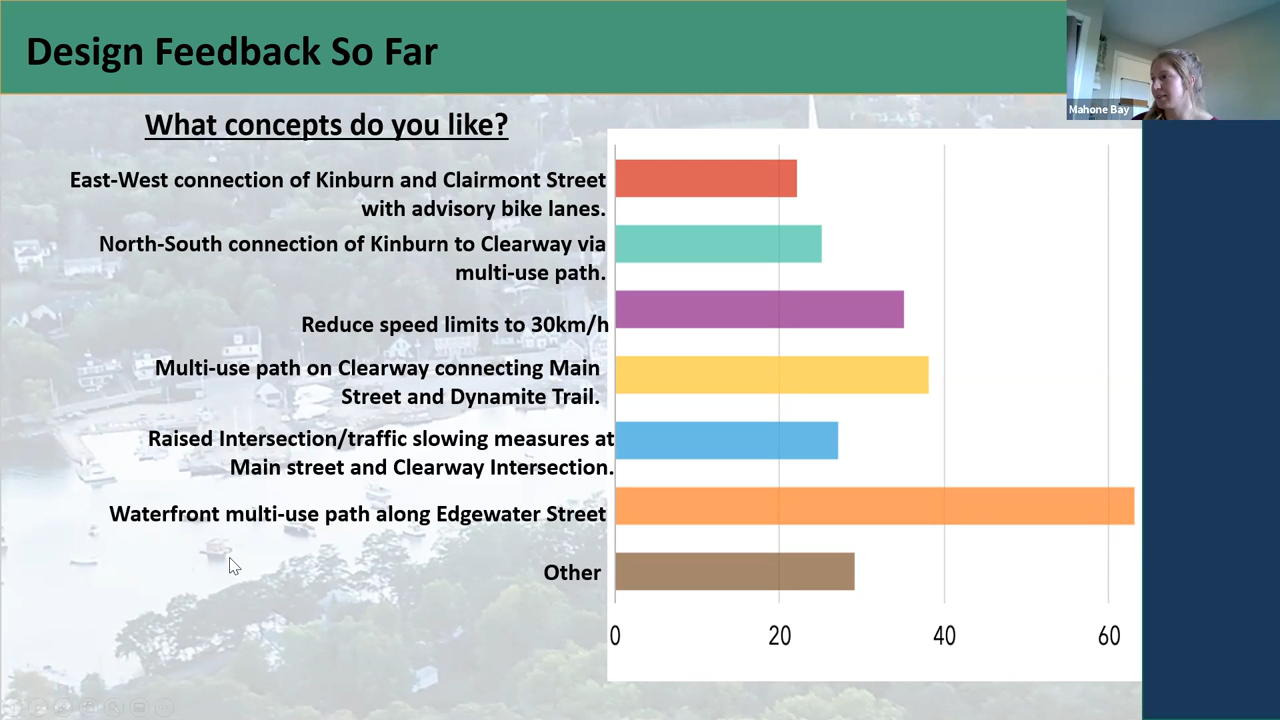 Design Feedback So Far
Mahone Bay
What concepts do you like?
East-West connection of Kinburn and Clairmont Street
with advisory bike lanes.
North-South connection of Kinburn to Clearway via
multi-use path.
Reduce speed limits to 30km/h
Multi-use path on Clearway connecting Main
Street and Dynamite Trail.
Raised Intersection/traffic slowing measures at
Main street and Clearway Intersection.
Waterfront multi-use path along Edgewater Street
Other
0 20 40 60